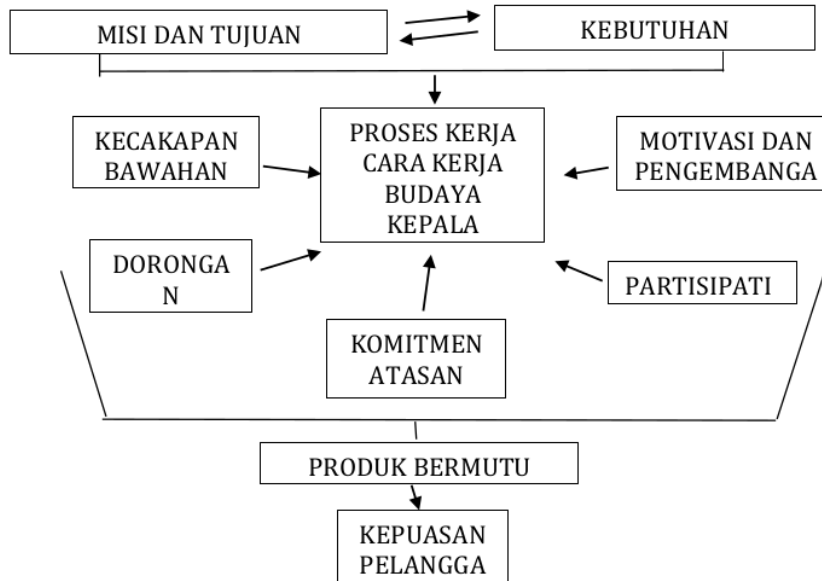 MISI DAN TUJUAN
KEBUTUHAN
KECAKAPAN
BAWAHAN
PROSES KERJA
CARA KERJA
BUDAYA
KEPALA
MOTIVASI DAN
PENGEMBANGA
DORONGA
N
PARTISIPATI
KOMITMEN
ATASAN
PRODUK BERMUTU
KEPUASAN
PELANGGA